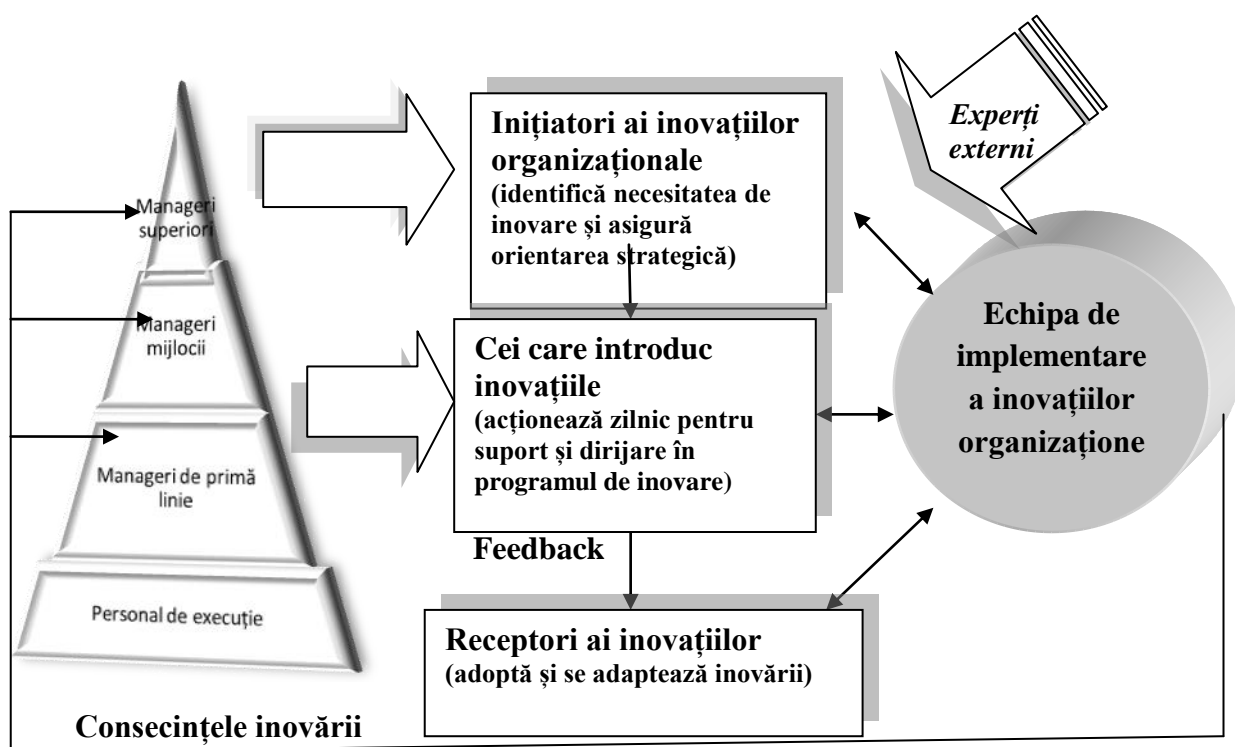 Manageri
superiori
Manageri
mijlocii
Manageri de primă
linie
Personal de execuție
Consecințele inovării
Inițiatori ai inovațiilor
organizaționale
(identifică necesitatea de
inovare și asigură
orientarea strategică)
Cei care introduc
inovațiile
(acționează zilnic pentru
suport și dirijare în
programul de inovare)
Feedback
Receptori ai inovațiilor
(adoptă și se adaptează inovării)
Experți
externi
Echipa de
implementare
a inovațiilor
organizațione